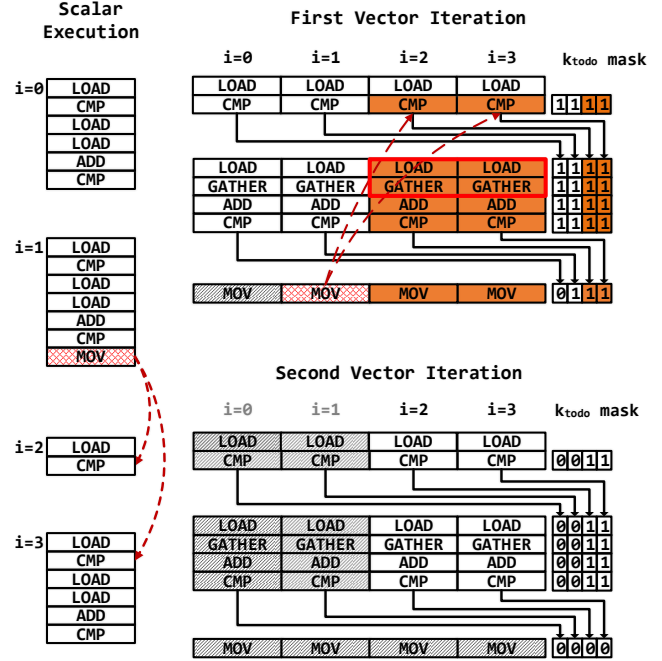 Scalar
Execution
i=0
LOAD
CMP
LOAD
LOAD
ADD
CMP
i=1
LOAD
CMP
LOAD
LOAD
ADD
CMP
MOV
i=2
LOAD
CMP
i=3
LOAD
CMP
LOAD
LOAD
ADD
CMP
First Vector Iteration
i=0 i=1 i=2 i=3 ktodo mask
LOAD LOAD LOAD LOAD
CMP CMP CMP CMP 1 1 1 1
LOAD LOAD LOAD LOAD 1 1 1 1
GATHER GATHER GATHER GATHER 1 1 1 1
ADD ADD ADD ADD 1 1 1 1
CMP CMP CMP CMP 1 1 1 1
MOV MOV MOV MOV 0 1 1 1
Second Vector Iteration
i=0 i=1 i=2 i=3 ktodo mask
LOAD LOAD LOAD LOAD
CMP CMP CMP CMP 0 0 1 1
LOAD LOAD LOAD LOAD 0 0 1 1
GATHER GATHER GATHER GATHER 0 0 1 1
ADD ADD ADD ADD 0 0 1 1
CMP CMP CMP CMP 0 0 1 1
MOV MOV MOV MOV 0 0 0 0